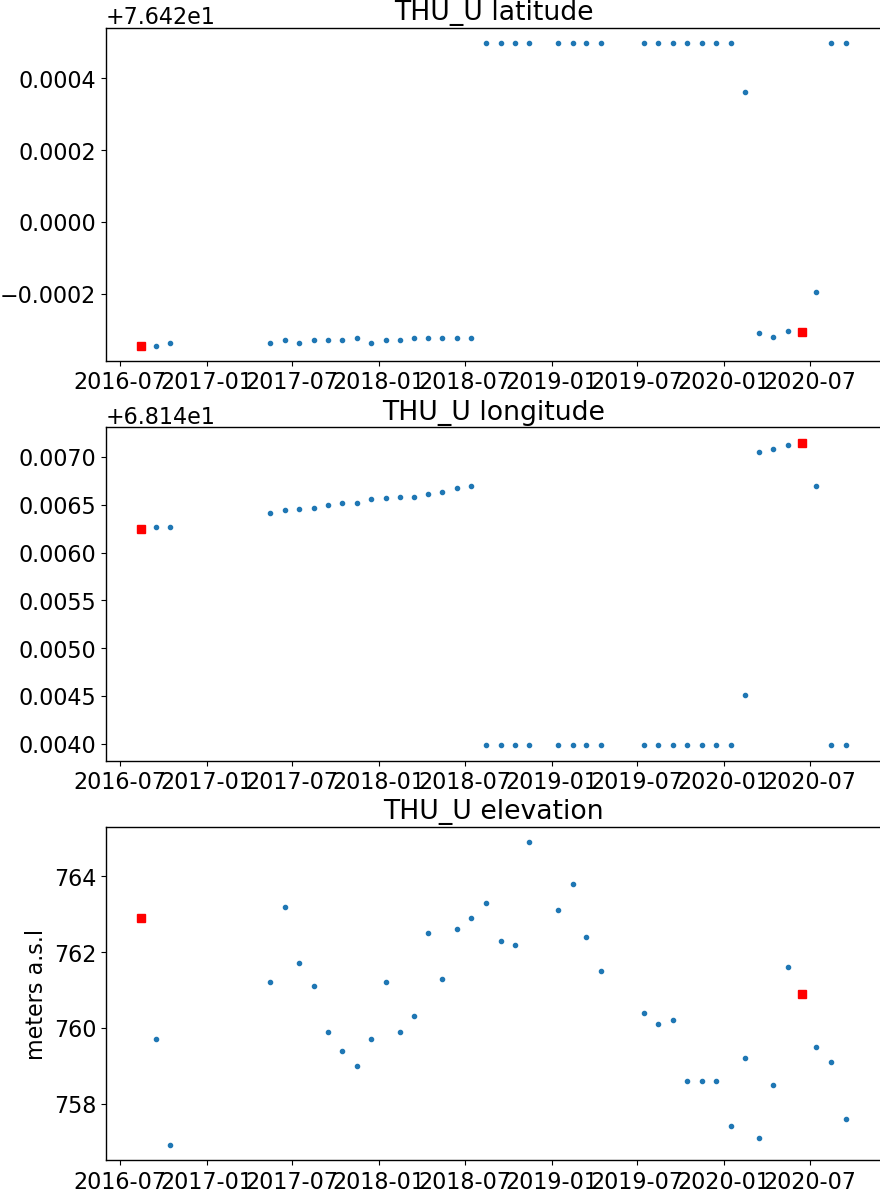 THU_U latitude
+7.642e1
0.0004
0.0002
0.0000
−0.0002
2016-07 2017-01 2017-07 2018-01 2018-07 2019-01 2019-07 2020-01 2020-07
THU_U longitude
+6.814e1
0.0070
0.0065
0.0060
0.0055
0.0050
0.0045
0.0040
2016-07 2017-01 2017-07 2018-01 2018-07 2019-01 2019-07 2020-01 2020-07
THU_U elevation
meters a.s.l
764
762
760
758
2016-07 2017-01 2017-07 2018-01 2018-07 2019-01 2019-07 2020-01 2020-07